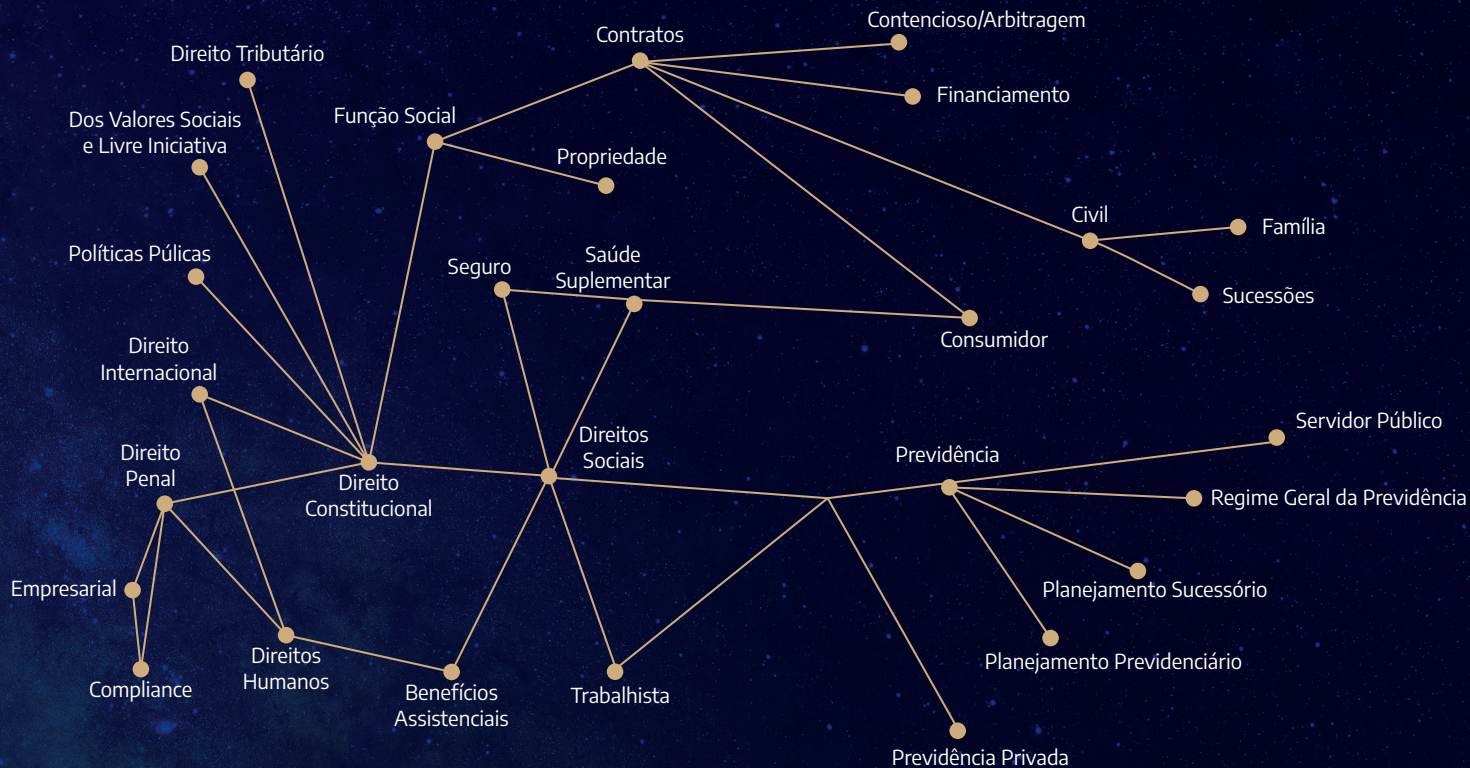 Contencioso/Arbitragem
Contratos
Direito Tributário
Financiamento
Função Social
Dos Valores Sociais
e Livre Iniciativa
Propriedade
Civil
Família
Políticas Púlicas
Seguro
Saúde
Suplementar
Sucessões
Consumidor
Direito
Internacional
Servidor Público
Direitos
Sociais
Previdência
Direito
Penal
Direito
Constitucional
Regime Geral da Previdência
Empresarial
Planejamento Sucessório
Direitos
Humanos
Planejamento Previdenciário
Compliance
Benefícios
Assistenciais
Trabalhista
Previdência Privada